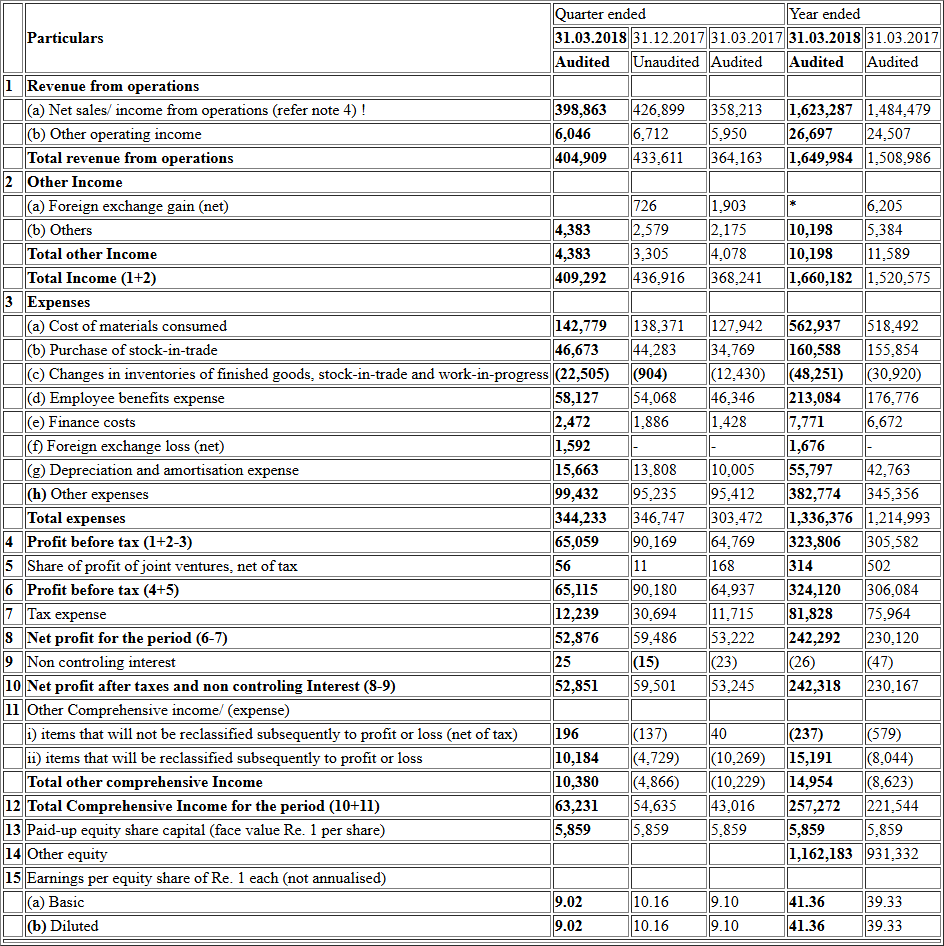 Quarter ended Year ended
Particulars 31.03.2018 31.12.2017 31.03.2017 31.03.2018 31.03.2017
Audited Unaudited Audited Audited Audited
1 Revenue from operations
(a) Net sales/ income from operations (refer note 4) ! 398,863 426,899 358,213 1,623,287 1,484,479
(b) Other operating income 6,046 6,712 5,950 26,697 24,507
Total revenue from operations 404,909 433,611 364,163 1,649,984 1,508,986
2 Other Income
(a) Foreign exchange gain (net) 726 1,903 * 6,205
(b) Others 4,383 2,579 2,175 10,198 5,384
Total other Income 4,383 3,305 4,078 10,198 11,589
Total Income (1+2) 409,292 436,916 368,241 1,660,182 1,520,575
3 Expenses
(a) Cost of materials consumed 142,779 138,371 127,942 562,937 518,492
(b) Purchase of stock-in-trade 46,673 44,283 34,769 160,588 155,854
(c) Changes in inventories of finished goods, stock-in-trade and work-in-progress (22,505) (904) (12,430) (48,251) (30,920)
(d) Employee benefits expense 58,127 54,068 46,346 213,084 176,776
(e) Finance costs 2,472 1,886 1,428 7,771 6,672
(f) Foreign exchange loss (net) 1,592 - - 1,676 -
(g) Depreciation and amortisation expense 15,663 13,808 10,005 55,797 42,763
(h) Other expenses 99,432 95,235 95,412 382,774 345,356
Total expenses 344,233 346,747 303,472 1,336,376 1,214,993
4 Profit before tax (1+2-3) 65,059 90,169 64,769 323,806 305,582
5 Share of profit of joint ventures, net of tax 56 11 168 314 502
6 Profit before tax (4+5) 65,115 90,180 64,937 324,120 306,084
7 Tax expense 12,239 30,694 11,715 81,828 75,964
8 Net profit for the period (6-7) 52,876 59,486 53,222 242,292 230,120
9 Non controling interest 25 (15) (23) (26) (47)
10 Net profit after taxes and non controling Interest (8-9) 52,851 59,501 53,245 242,318 230,167
11 Other Comprehensive income/ (expense)
i) items that will not be reclassified subsequently to profit or loss (net of tax) 196 (137) 40 (237) (579)
ii) items that will be reclassified subsequently to profit or loss 10,184 (4,729) (10,269) 15,191 (8,044)
Total other comprehensive Income 10,380 (4,866) (10,229) 14,954 (8,623)
12 Total Comprehensive Income for the period (10+11) 63,231 54,635 43,016 257,272 221,544
13 Paid-up equity share capital (face value Re. 1 per share) 5,859 5,859 5,859 5,859 5,859
14 Other equity 1,162,183 931,332
15 Earnings per equity share of Re. 1 each (not annualised)
(a) Basic 9.02 10.16 9.10 41.36 39.33
(b) Diluted 9.02 10.16 9.10 41.36 39.33